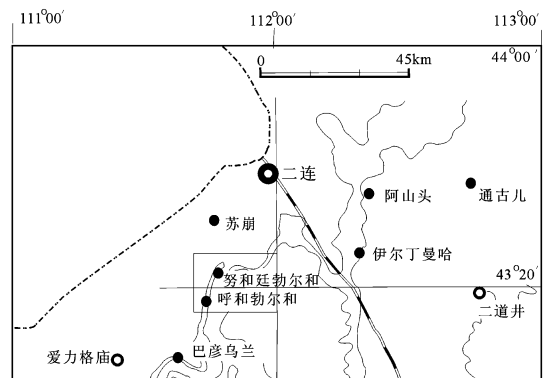 111°00′ 112°00′ 113°00′
0 45km 44°00′
二连
阿山头 通古儿
苏崩
伊尔丁曼哈
努和廷勃尔和 43°20′
呼和勃尔和
二道井
爱力格庙 巴彦乌兰